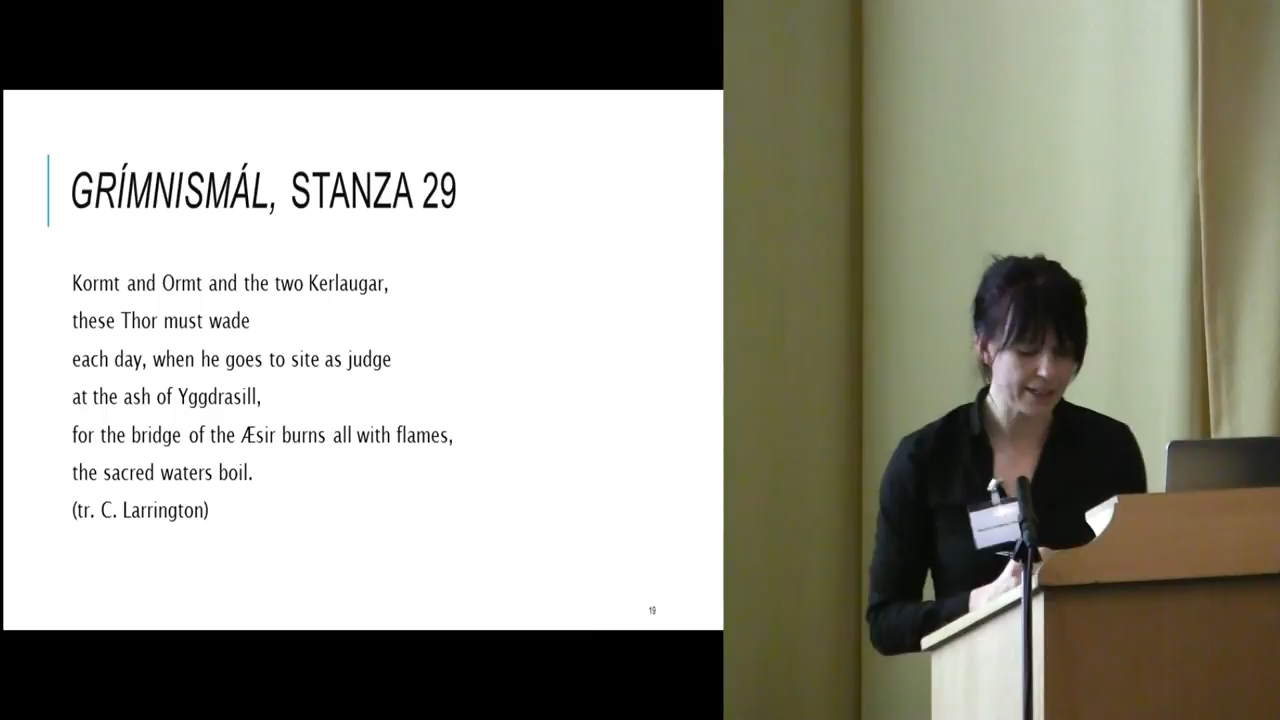 GRÍMNISMÁL, STANZA 29
Kormt and Ormt and the two Kerlaugar,
these Thor must wade
each day, when he goes to site as judge
at the ash of Yggdrasill,
for the bridge of the Æsir burns all with flames,
the sacred waters boil.
(tr. C. Larrington)
19